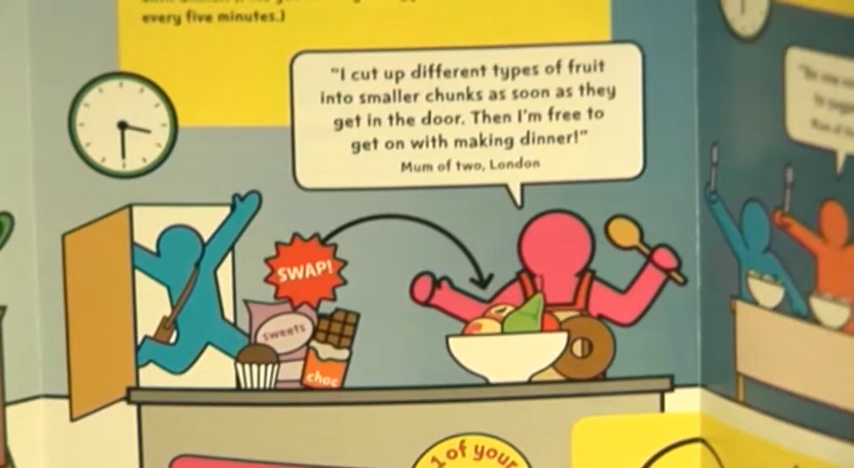 every five minutes.)
"I cut up different types of fruit
into smaller chunks as soon as they
get in the door. Then I'm free to
get on with making dinner!"
Mum of two, London
SWAP!
sweets
choc
1 of your